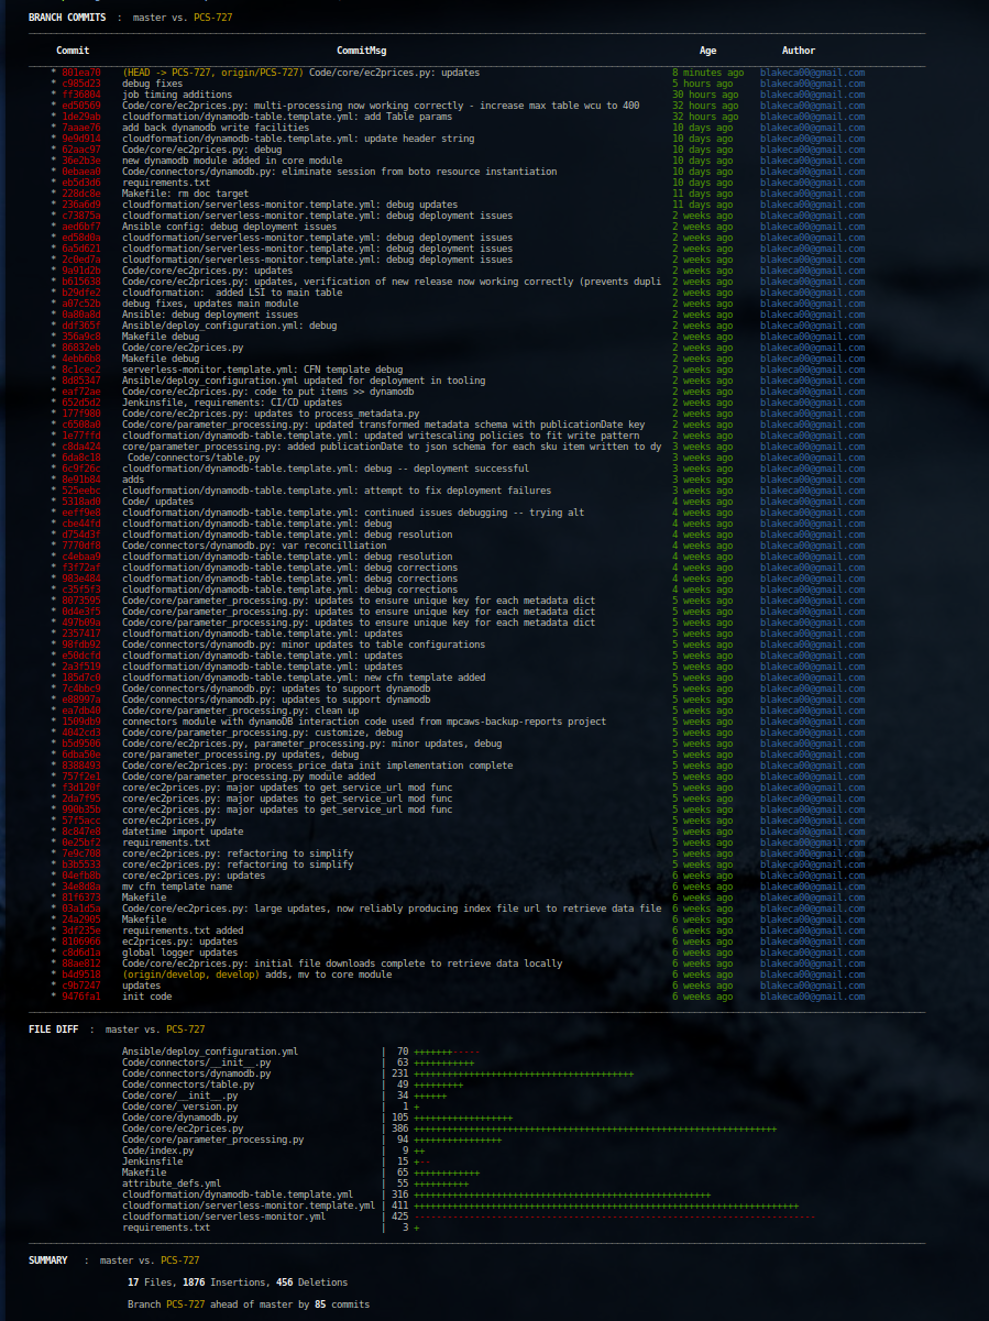 BRANCH COMMITS : master vs. PCS-727
Commit CommitMsg Age Author
* 801ea70 (HEAD -> PCS-727, origin/PCS-727) Code/core/ec2prices.py: updates 8 minutes ago blakeca00@gmail.com
* c985d23 debug fixes 5 hours ago blakeca00@gmail.com
* ff36804 job timing additions 30 hours ago blakeca00@gmail.com
* ed50569 Code/core/ec2prices.py: multi-processing now working correctly - increase max table wcu to 400 32 hours ago blakeca00@gmail.com
* 1de29ab cloudformation/dynamodb-table.template.yml: add Table params 32 hours ago blakeca00@gmail.com
* 7aaae76 add back dynamodb write facilities 10 days ago blakeca00@gmail.com
* 9e9d914 cloudformation/dynamodb-table.template.yml: update header string 10 days ago blakeca00@gmail.com
* 62aac97 Code/core/ec2prices.py: debug 10 days ago blakeca00@gmail.com
* 36e2b3e new dynamodb module added in core module 10 days ago blakeca00@gmail.com
* 0ebaea0 Code/connectors/dynamodb.py: eliminate session from boto resource instantiation 10 days ago blakeca00@gmail.com
* eb5d3d6 requirements.txt 10 days ago blakeca00@gmail.com
* 228dc8e Makefile: rm doc target 11 days ago blakeca00@gmail.com
* 236a6d9 cloudformation/serverless-monitor.template.yml: debug updates 11 days ago blakeca00@gmail.com
* c73875a cloudformation/serverless-monitor.template.yml: debug deployment issues 2 weeks ago blakeca00@gmail.com
* aed6bf7 Ansible config: debug deployment issues 2 weeks ago blakeca00@gmail.com
* ed58d0a cloudformation/serverless-monitor.template.yml: debug deployment issues 2 weeks ago blakeca00@gmail.com
* 6a5d621 cloudformation/serverless-monitor.template.yml: debug deployment issues 2 weeks ago blakeca00@gmail.com
* 2c0ed7a cloudformation/serverless-monitor.template.yml: debug deployment issues 2 weeks ago blakeca00@gmail.com
* 9a91d2b Code/core/ec2prices.py: updates 2 weeks ago blakeca00@gmail.com
* b615638 Code/core/ec2prices.py: updates, verification of new release now working correctly (prevents dupli 2 weeks ago blakeca00@gmail.com
* b29dfe2 cloudformation: added LSI to main table 2 weeks ago blakeca00@gmail.com
* a07c52b debug fixes, updates main module 2 weeks ago blakeca00@gmail.com
* 0a80a8d Ansible: debug deployment issues 2 weeks ago blakeca00@gmail.com
* ddf365f Ansible/deploy_configuration.yml: debug 2 weeks ago blakeca00@gmail.com
* 356a9c8 Makefile debug 2 weeks ago blakeca00@gmail.com
* 86832eb Code/core/ec2prices.py 2 weeks ago blakeca00@gmail.com
* 4ebb6b8 Makefile debug 2 weeks ago blakeca00@gmail.com
* 8c1cec2 serverless-monitor.template.yml: CFN template debug 2 weeks ago blakeca00@gmail.com
* 8d85347 Ansible/deploy_configuration.yml updated for deployment in tooling 2 weeks ago blakeca00@gmail.com
* eaf72ae Code/core/ec2prices.py: code to put items >> dynamodb 2 weeks ago blakeca00@gmail.com
* 652d5d2 Jenkinsfile, requirements: CI/CD updates 2 weeks ago blakeca00@gmail.com
* 177f980 Code/core/ec2prices.py: updates to process_metadata.py 2 weeks ago blakeca00@gmail.com
* c6508a0 Code/core/parameter_processing.py: updated transformed metadata schema with publicationDate key 2 weeks ago blakeca00@gmail.com
* 1e77ffd cloudformation/dynamodb-table.template.yml: updated writescaling policies to fit write pattern 2 weeks ago blakeca00@gmail.com
* c8da424 core/parameter_processing.py: added publicationDate to json schema for each sku item written to dy 3 weeks ago blakeca00@gmail.com
* 6da8c18 Code/connectors/table.py 3 weeks ago blakeca00@gmail.com
* 6c9f26c cloudformation/dynamodb-table.template.yml: debug -- deployment successful 3 weeks ago blakeca00@gmail.com
* 8e91b84 adds 3 weeks ago blakeca00@gmail.com
* 525eebc cloudformation/dynamodb-table.template.yml: attempt to fix deployment failures 3 weeks ago blakeca00@gmail.com
* 5318ad0 Code/ updates 4 weeks ago blakeca00@gmail.com
* eeff9e8 cloudformation/dynamodb-table.template.yml: continued issues debugging -- trying alt 4 weeks ago blakeca00@gmail.com
* cbe44fd cloudformation/dynamodb-table.template.yml: debug 4 weeks ago blakeca00@gmail.com
* d754d3f cloudformation/dynamodb-table.template.yml: debug resolution 4 weeks ago blakeca00@gmail.com
* 7770df8 Code/connectors/dynamodb.py: var reconcilliation 4 weeks ago blakeca00@gmail.com
* c4ebaa9 cloudformation/dynamodb-table.template.yml: debug resolution 4 weeks ago blakeca00@gmail.com
* f3f72af cloudformation/dynamodb-table.template.yml: debug corrections 4 weeks ago blakeca00@gmail.com
* 983e484 cloudformation/dynamodb-table.template.yml: debug corrections 4 weeks ago blakeca00@gmail.com
* c35f5f3 cloudformation/dynamodb-table.template.yml: debug corrections 4 weeks ago blakeca00@gmail.com
* 8073595 Code/core/parameter_processing.py: updates to ensure unique key for each metadata dict 5 weeks ago blakeca00@gmail.com
* 0d4e3f5 Code/core/parameter_processing.py: updates to ensure unique key for each metadata dict 5 weeks ago blakeca00@gmail.com
* 497b09a Code/core/parameter_processing.py: updates to ensure unique key for each metadata dict 5 weeks ago blakeca00@gmail.com
* 2357417 cloudformation/dynamodb-table.template.yml: updates 5 weeks ago blakeca00@gmail.com
* 98fdb92 Code/connectors/dynamodb.py: minor updates to table configurations 5 weeks ago blakeca00@gmail.com
* e50dcfd cloudformation/dynamodb-table.template.yml: updates 5 weeks ago blakeca00@gmail.com
* 2a3f519 cloudformation/dynamodb-table.template.yml: updates 5 weeks ago blakeca00@gmail.com
* 185d7c0 cloudformation/dynamodb-table.template.yml: new cfn template added 5 weeks ago blakeca00@gmail.com
* 7c4bbc9 Code/connectors/dynamodb.py: updates to support dynamodb 5 weeks ago blakeca00@gmail.com
* e88997a Code/connectors/dynamodb.py: updates to support dynamodb 5 weeks ago blakeca00@gmail.com
* ea7db40 Code/core/parameter_processing.py: clean up 5 weeks ago blakeca00@gmail.com
* 1509db9 connectors module with dynamoDB interaction code used from mpcaws-backup-reports project 5 weeks ago blakeca00@gmail.com
* 4042cd3 Code/core/parameter_processing.py: customize, debug 5 weeks ago blakeca00@gmail.com
* b5d9506 Code/core/ec2prices.py, parameter_processing.py: minor updates, debug 5 weeks ago blakeca00@gmail.com
* 6dba50e core/parameter_processing.py updates, debug 5 weeks ago blakeca00@gmail.com
* 8388493 Code/core/ec2prices.py: process_price_data init implementation complete 5 weeks ago blakeca00@gmail.com
* 757f2e1 Code/core/parameter_processing.py module added 5 weeks ago blakeca00@gmail.com
* f3d120f core/ec2prices.py: major updates to get_service_url mod func 5 weeks ago blakeca00@gmail.com
* 2da7f95 core/ec2prices.py: major updates to get_service_url mod func 5 weeks ago blakeca00@gmail.com
* 990b35b core/ec2prices.py: major updates to get_service_url mod func 5 weeks ago blakeca00@gmail.com
* 57f5acc core/ec2prices.py 5 weeks ago blakeca00@gmail.com
* 8c847e8 datetime import update 5 weeks ago blakeca00@gmail.com
* 0e25bf2 requirements.txt 5 weeks ago blakeca00@gmail.com
* 7e9c708 core/ec2prices.py: refactoring to simplify 5 weeks ago blakeca00@gmail.com
* b3b5533 core/ec2prices.py: refactoring to simplify 5 weeks ago blakeca00@gmail.com
* 04efb8b core/ec2prices.py: updates 6 weeks ago blakeca00@gmail.com
* 34e8d8a mv cfn template name 6 weeks ago blakeca00@gmail.com
* 81f6373 Makefile 6 weeks ago blakeca00@gmail.com
* 03a1d5a Code/core/ec2prices.py: large updates, now reliably producing index file url to retrieve data file 6 weeks ago blakeca00@gmail.com
* 24a2905 Makefile 6 weeks ago blakeca00@gmail.com
* 3df235e requirements.txt added 6 weeks ago blakeca00@gmail.com
* 8106966 ec2prices.py: updates 6 weeks ago blakeca00@gmail.com
* c8d6d1a global logger updates 6 weeks ago blakeca00@gmail.com
* 88ae812 Code/core/ec2prices.py: initial file downloads complete to retrieve data locally 6 weeks ago blakeca00@gmail.com
* b4d9518 (origin/develop, develop) adds, mv to core module 6 weeks ago blakeca00@gmail.com
* c9b7247 updates 6 weeks ago blakeca00@gmail.com
* 9476fa1 init code 6 weeks ago blakeca00@gmail.com
FILE DIFF : master vs. PCS-727
Ansible/deploy_configuration.yml | 70 +++++++-----
Code/connectors/__init__.py | 63 +++++++++++
Code/connectors/dynamodb.py | 231 ++++++++++++++++++++++++++++++++++++++++
Code/connectors/table.py | 49 +++++++++
Code/core/__init__.py | 34 ++++++
Code/core/_version.py | 1 +
Code/core/dynamodb.py | 105 ++++++++++++++++++
Code/core/ec2prices.py | 386 ++++++++++++++++++++++++++++++++++++++++++++++++++++++++++++++++++
Code/core/parameter_processing.py | 94 ++++++++++++++++
Code/index.py | 9 ++
Jenkinsfile | 15 +--
Makefile | 65 ++++++++++++
attribute_defs.yml | 55 ++++++++++
cloudformation/dynamodb-table.template.yml | 316 ++++++++++++++++++++++++++++++++++++++++++++++++++++++
cloudformation/serverless-monitor.template.yml | 411 ++++++++++++++++++++++++++++++++++++++++++++++++++++++++++++++++++++++
cloudformation/serverless-monitor.yml | 425 -------------------------------------------------------------------------
requirements.txt | 3 +
SUMMARY : master vs. PCS-727
17 Files, 1876 Insertions, 456 Deletions
Branch PCS-727 ahead of master by 85 commits